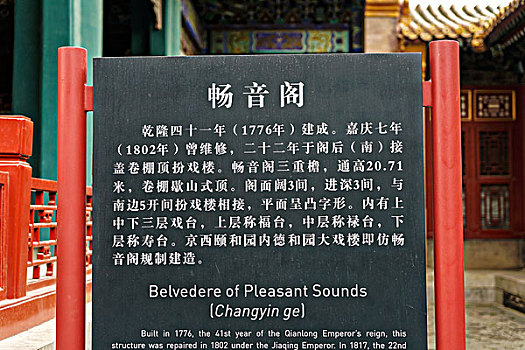 畅音阁
乾隆四十一年（1776年）建成。嘉庆七年
（1802年）曾维修，二十二年于阁后（南）接
盖卷棚顶扮戏楼。畅音阁三重檐，通高20.71
米，卷棚歇山式顶。阁面阔3间，进深3间，与
南边5开间扮戏楼相接，平面呈凸字形。内有上
中下三层戏台，上层称福台，中层称禄台，下
层称寿台。京西颐和园内德和园大戏楼即仿畅
音阁规制建造。
Belvedere of Pleasant Sounds
(Changyin ge)
Built in 1776, the 41st year of the Qianlong Emperor's reign, this
structure was repaired in 1802 under the Jiaqing Emperor. In 1817, the 22nd